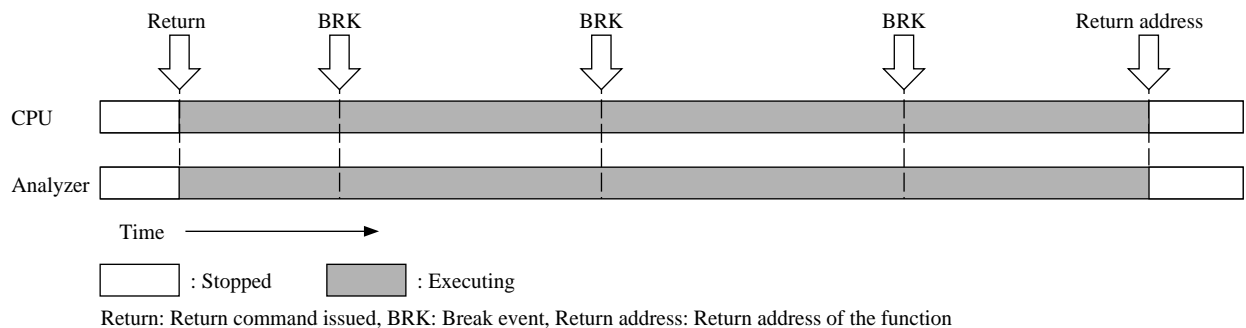 Return BRK BRK BRK Return address
CPU
Analyzer
Time
: Stopped : Executing
Return: Return command issued, BRK: Break event, Return address: Return address of the function